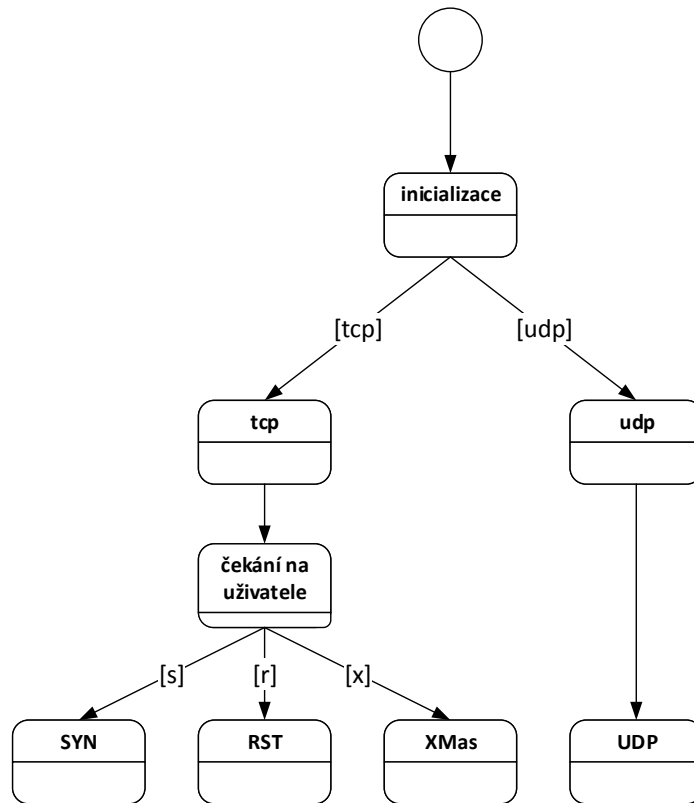 inicializace
[tcp]
[udp]
tcp
udp
čekání na
uživatele
[s]
[r]
[x]
SYN
RST
XMas
UDP